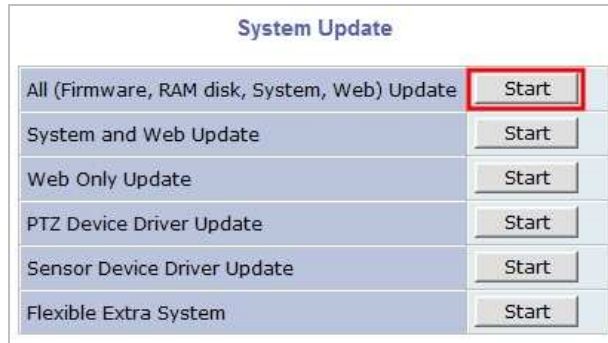 System Update
All (Firmware, RAM disk, System, Web) Update Start
System and Web Update Start
Web Only Update Start
PTZ Device Driver Update Start
Sensor Device Driver Update Start
Flexible Extra System Start